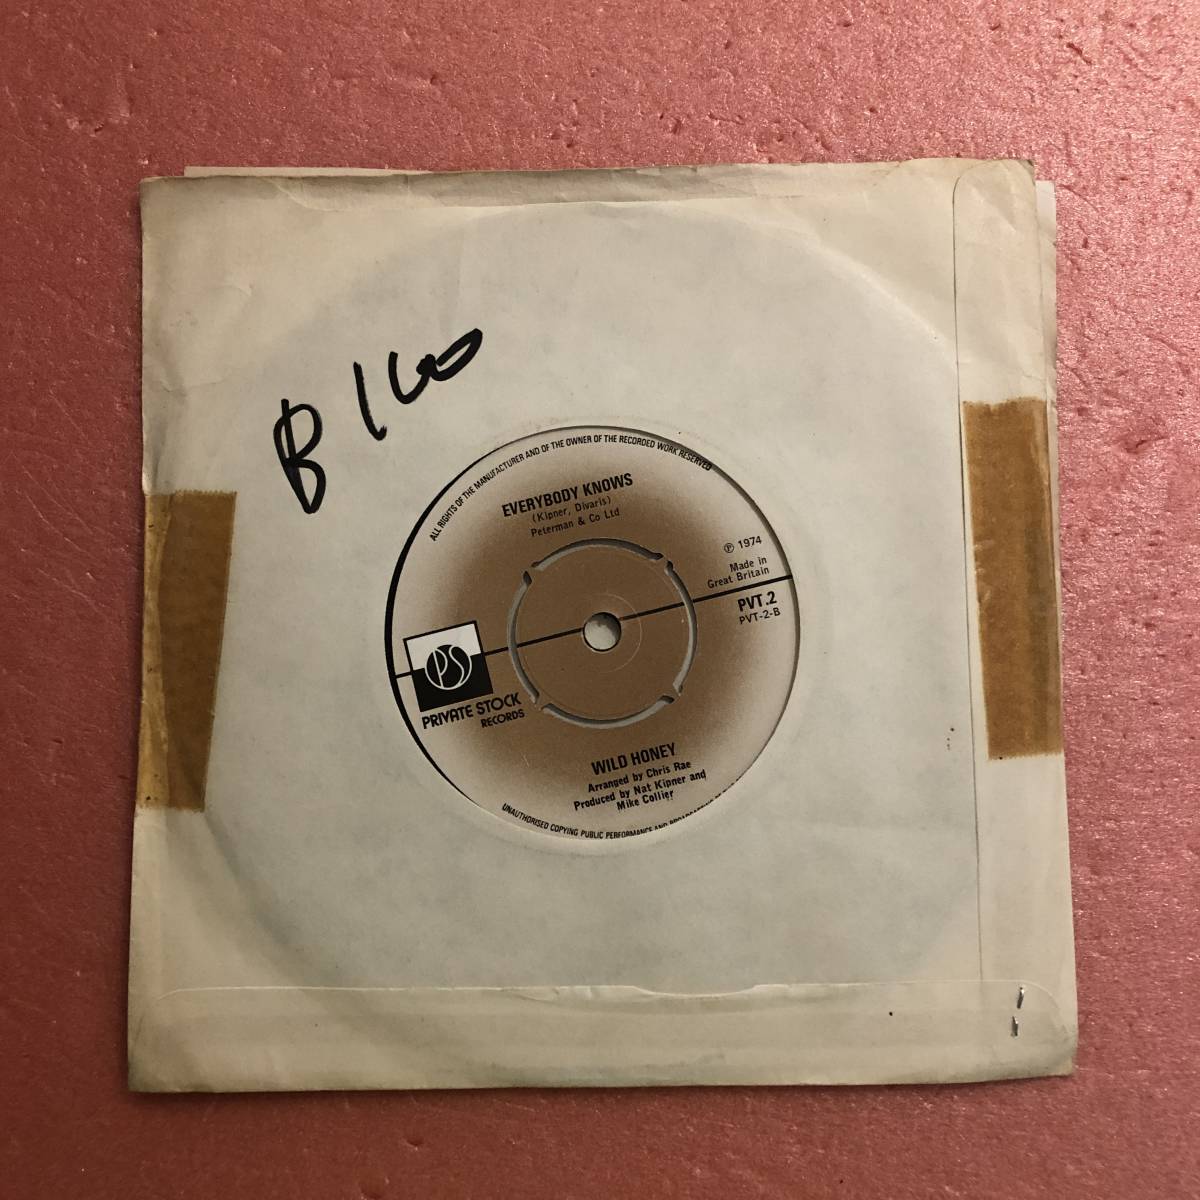 B 160
ALL RIGHTS OF THE MANUFACTURER AND OF THE OWNER OF THE RECORDED WORK RESERVED
EVERYBODY KNOWS
(Kipner, Divaris)
Peterman & Co Ltd
℗ 1974
Made in
Great Britain
PVT.2
PVT-2-B
PS
PRIVATE STOCK
RECORDS
WILD HONEY
Arranged by Chris Rae
Produced by Nat Kipner and
Mike Collier
UNAUTHORISED COPYING PUBLIC PERFORMANCE AND